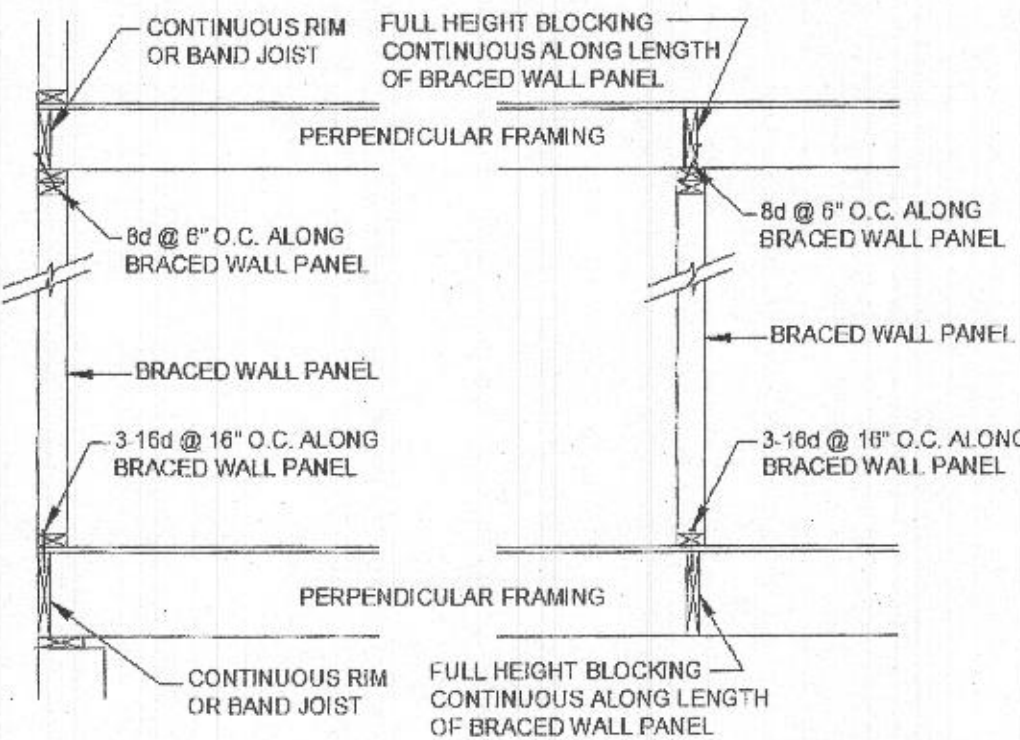 CONTINUOUS RIM
OR BAND JOIST
FULL HEIGHT BLOCKING
CONTINUOUS ALONG LENGTH
OF BRACED WALL PANEL
PERPENDICULAR FRAMING
8d @ 6" O.C. ALONG
BRACED WALL PANEL
8d @ 6" O.C. ALONG
BRACED WALL PANEL
BRACED WALL PANEL
BRACED WALL PANEL
3-16d @ 16" O.C. ALONG
BRACED WALL PANEL
3-16d @ 16" O.C. ALONG
BRACED WALL PANEL
PERPENDICULAR FRAMING
CONTINUOUS RIM
OR BAND JOIST
FULL HEIGHT BLOCKING
CONTINUOUS ALONG LENGTH
OF BRACED WALL PANEL